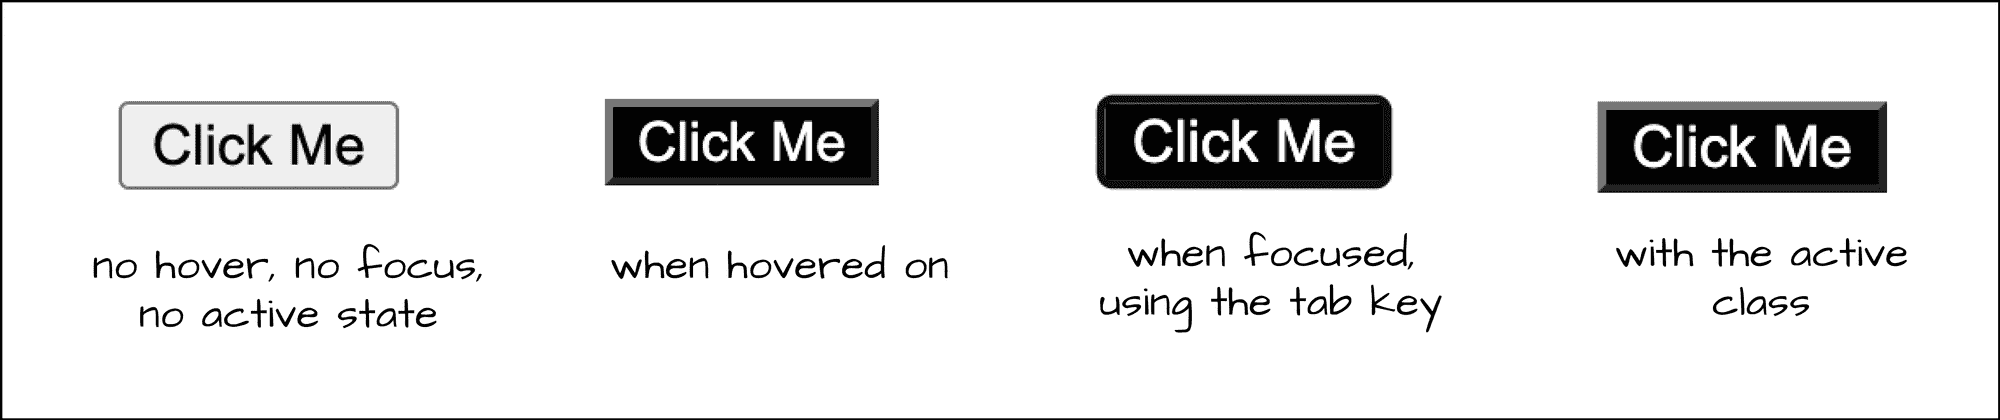 Click Me
no hover, no focus,
no active state
Click Me
when hovered on
Click Me
when focused,
using the tab key
Click Me
with the active
class